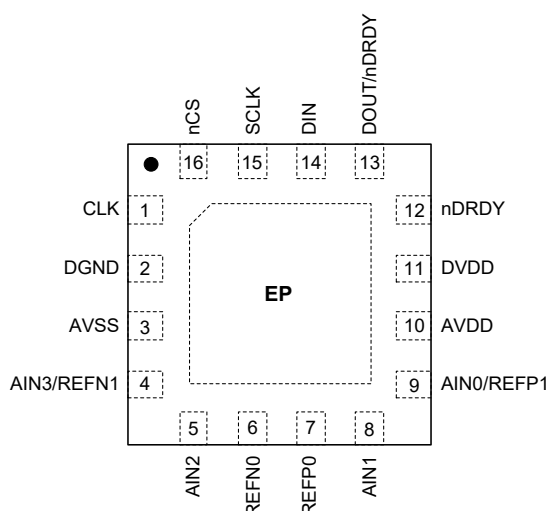 nCS
SCLK
DIN
DOUT/nDRDY
16
15
14
13
CLK
1
12
nDRDY
DGND
2
11
DVDD
EP
AVSS
3
10
AVDD
AIN3/REFN1
4
9
AIN0/REFP1
5
6
7
8
AIN2
REFN0
REFP0
AIN1